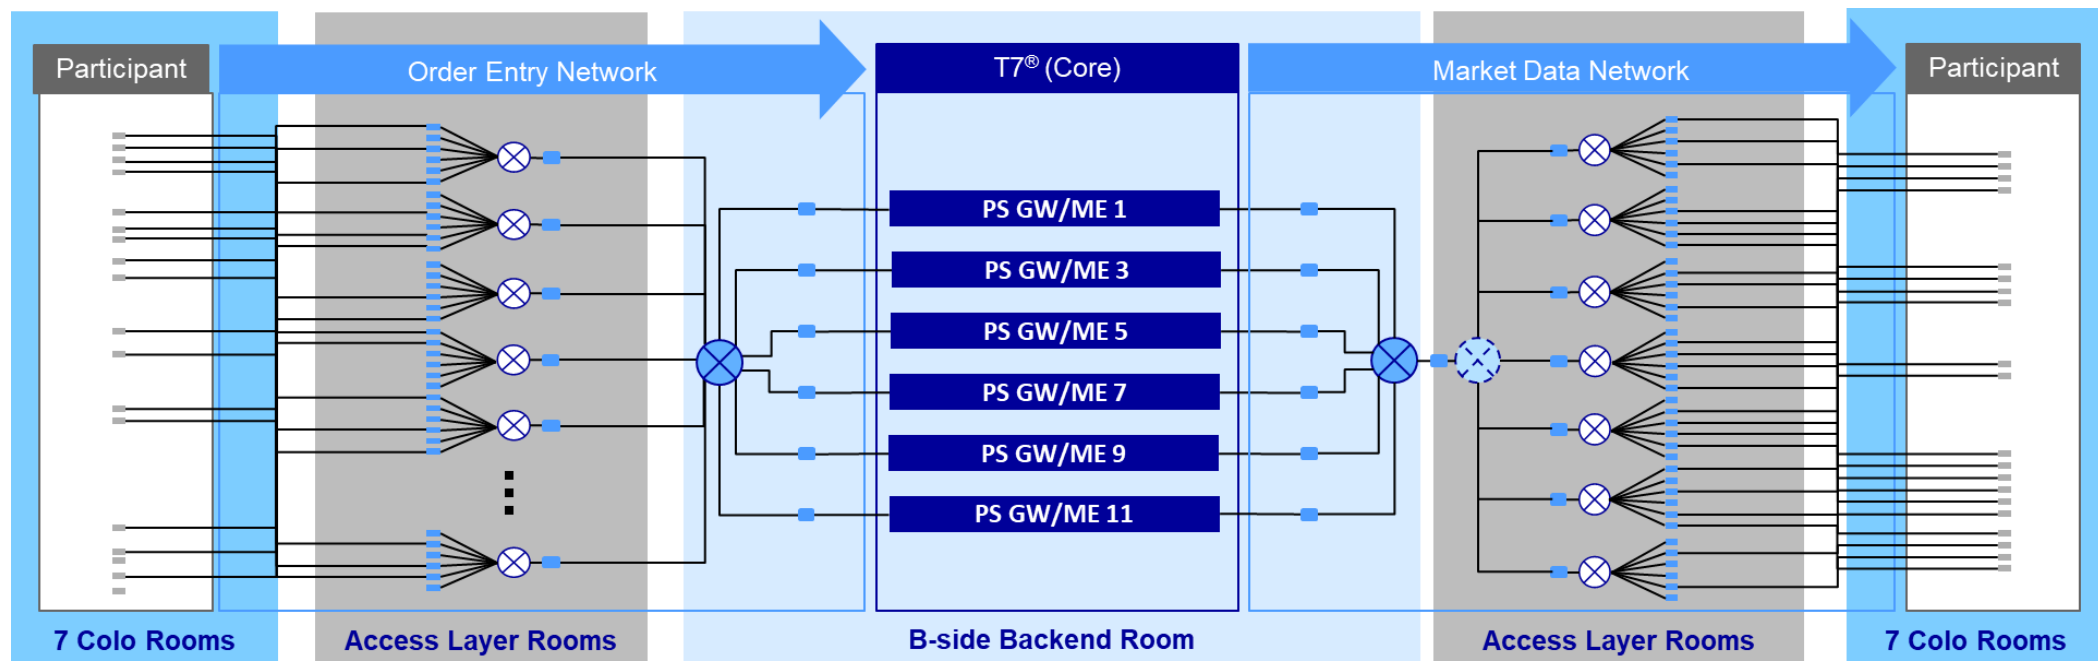 Participant
Order Entry Network
T7® (Core)
Market Data Network
Participant
PS GW/ME 1
PS GW/ME 3
PS GW/ME 5
PS GW/ME 7
PS GW/ME 9
PS GW/ME 11
7 Colo Rooms
Access Layer Rooms
B-side Backend Room
Access Layer Rooms
7 Colo Rooms